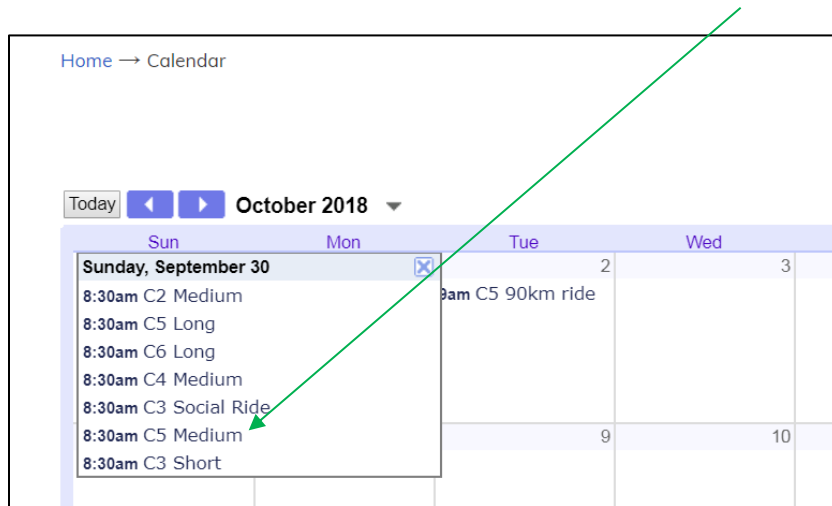 Home → Calendar
Today October 2018
Sun Mon Tue Wed
Sunday, September 30 2 3
8:30am C2 Medium 9am C5 90km ride
8:30am C5 Long
8:30am C6 Long
8:30am C4 Medium
8:30am C3 Social Ride
8:30am C5 Medium 9 10
8:30am C3 Short